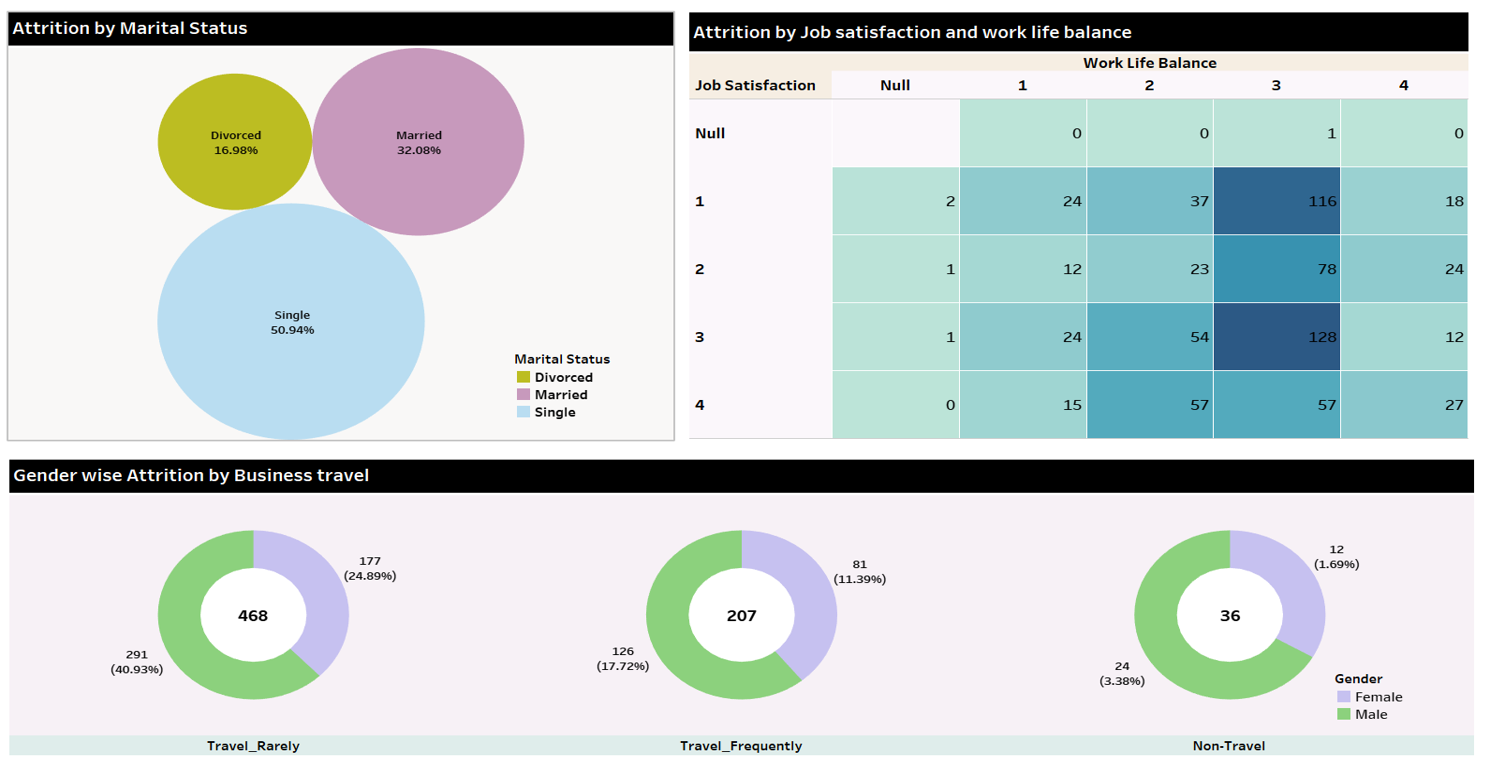 Attrition by Marital Status
Divorced
16.98%
Married
32.08%
Single
50.94%
Marital Status
Divorced
Married
Single
Attrition by Job satisfaction and work life balance
Work Life Balance
Job Satisfaction Null 1 2 3 4
Null 0 0 1 0
1 2 24 37 116 18
2 1 12 23 78 24
3 1 24 54 128 12
4 0 15 57 57 27
Gender wise Attrition by Business travel
177
(24.89%)
468
291
(40.93%)
Travel_Rarely
81
(11.39%)
207
126
(17.72%)
Travel_Frequently
12
(1.69%)
36
24
(3.38%)
Non-Travel
Gender
Female
Male